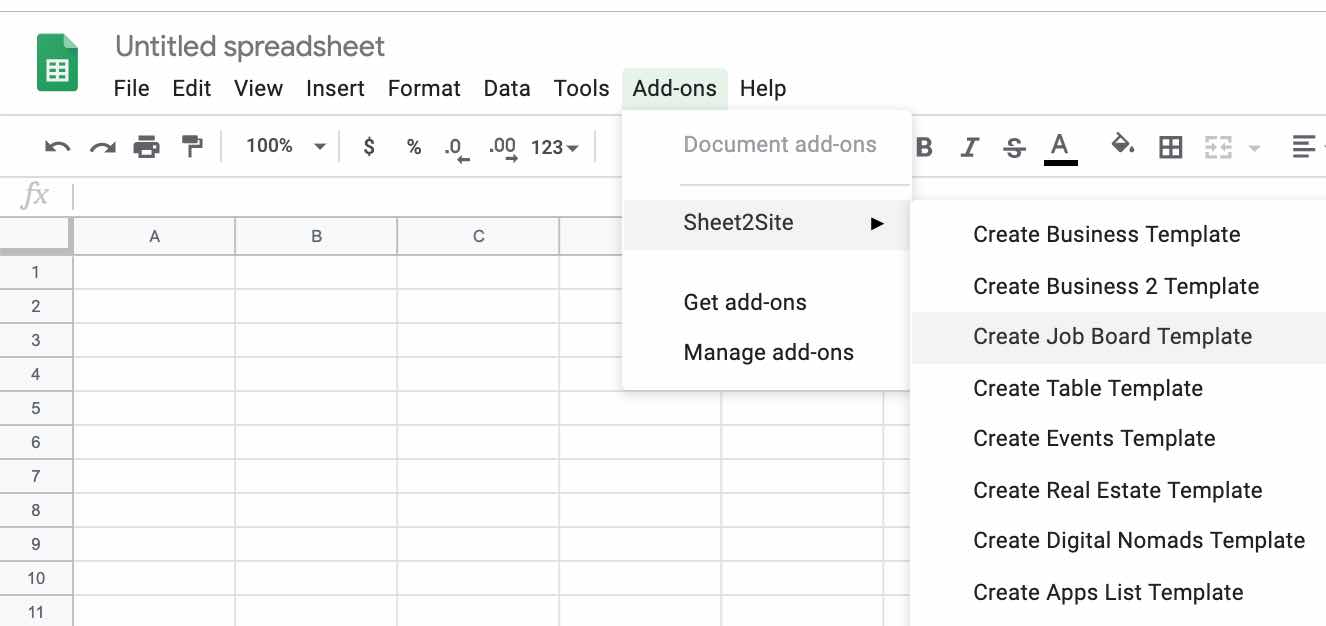 Untitled spreadsheet
File Edit View Insert Format Data Tools Add-ons Help
100% $ % .0 .00 123 B I S A
Document add-ons
fx
Sheet2Site
Create Business Template
A B C
1
Create Business 2 Template
Get add-ons
2
Create Job Board Template
3
Manage add-ons
4
Create Table Template
5
Create Events Template
6
7
Create Real Estate Template
8
Create Digital Nomads Template
9
10
Create Apps List Template
11